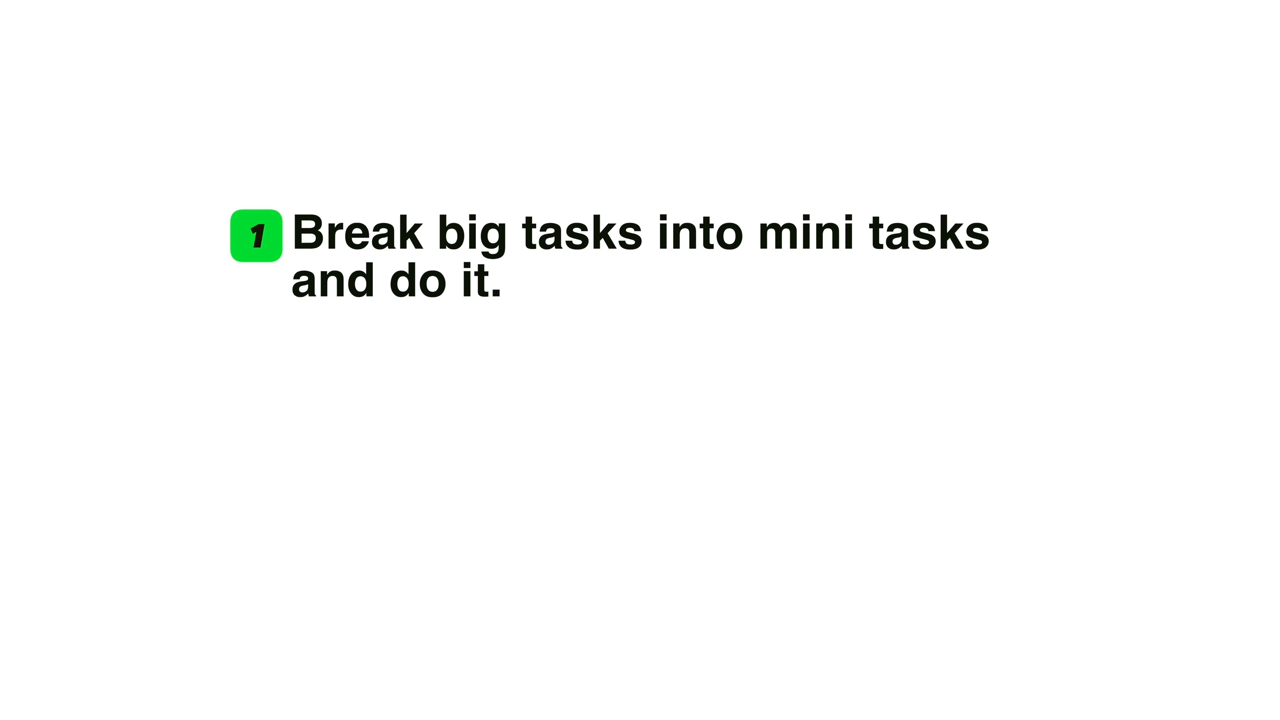 1 Break big tasks into mini tasks
and do it.